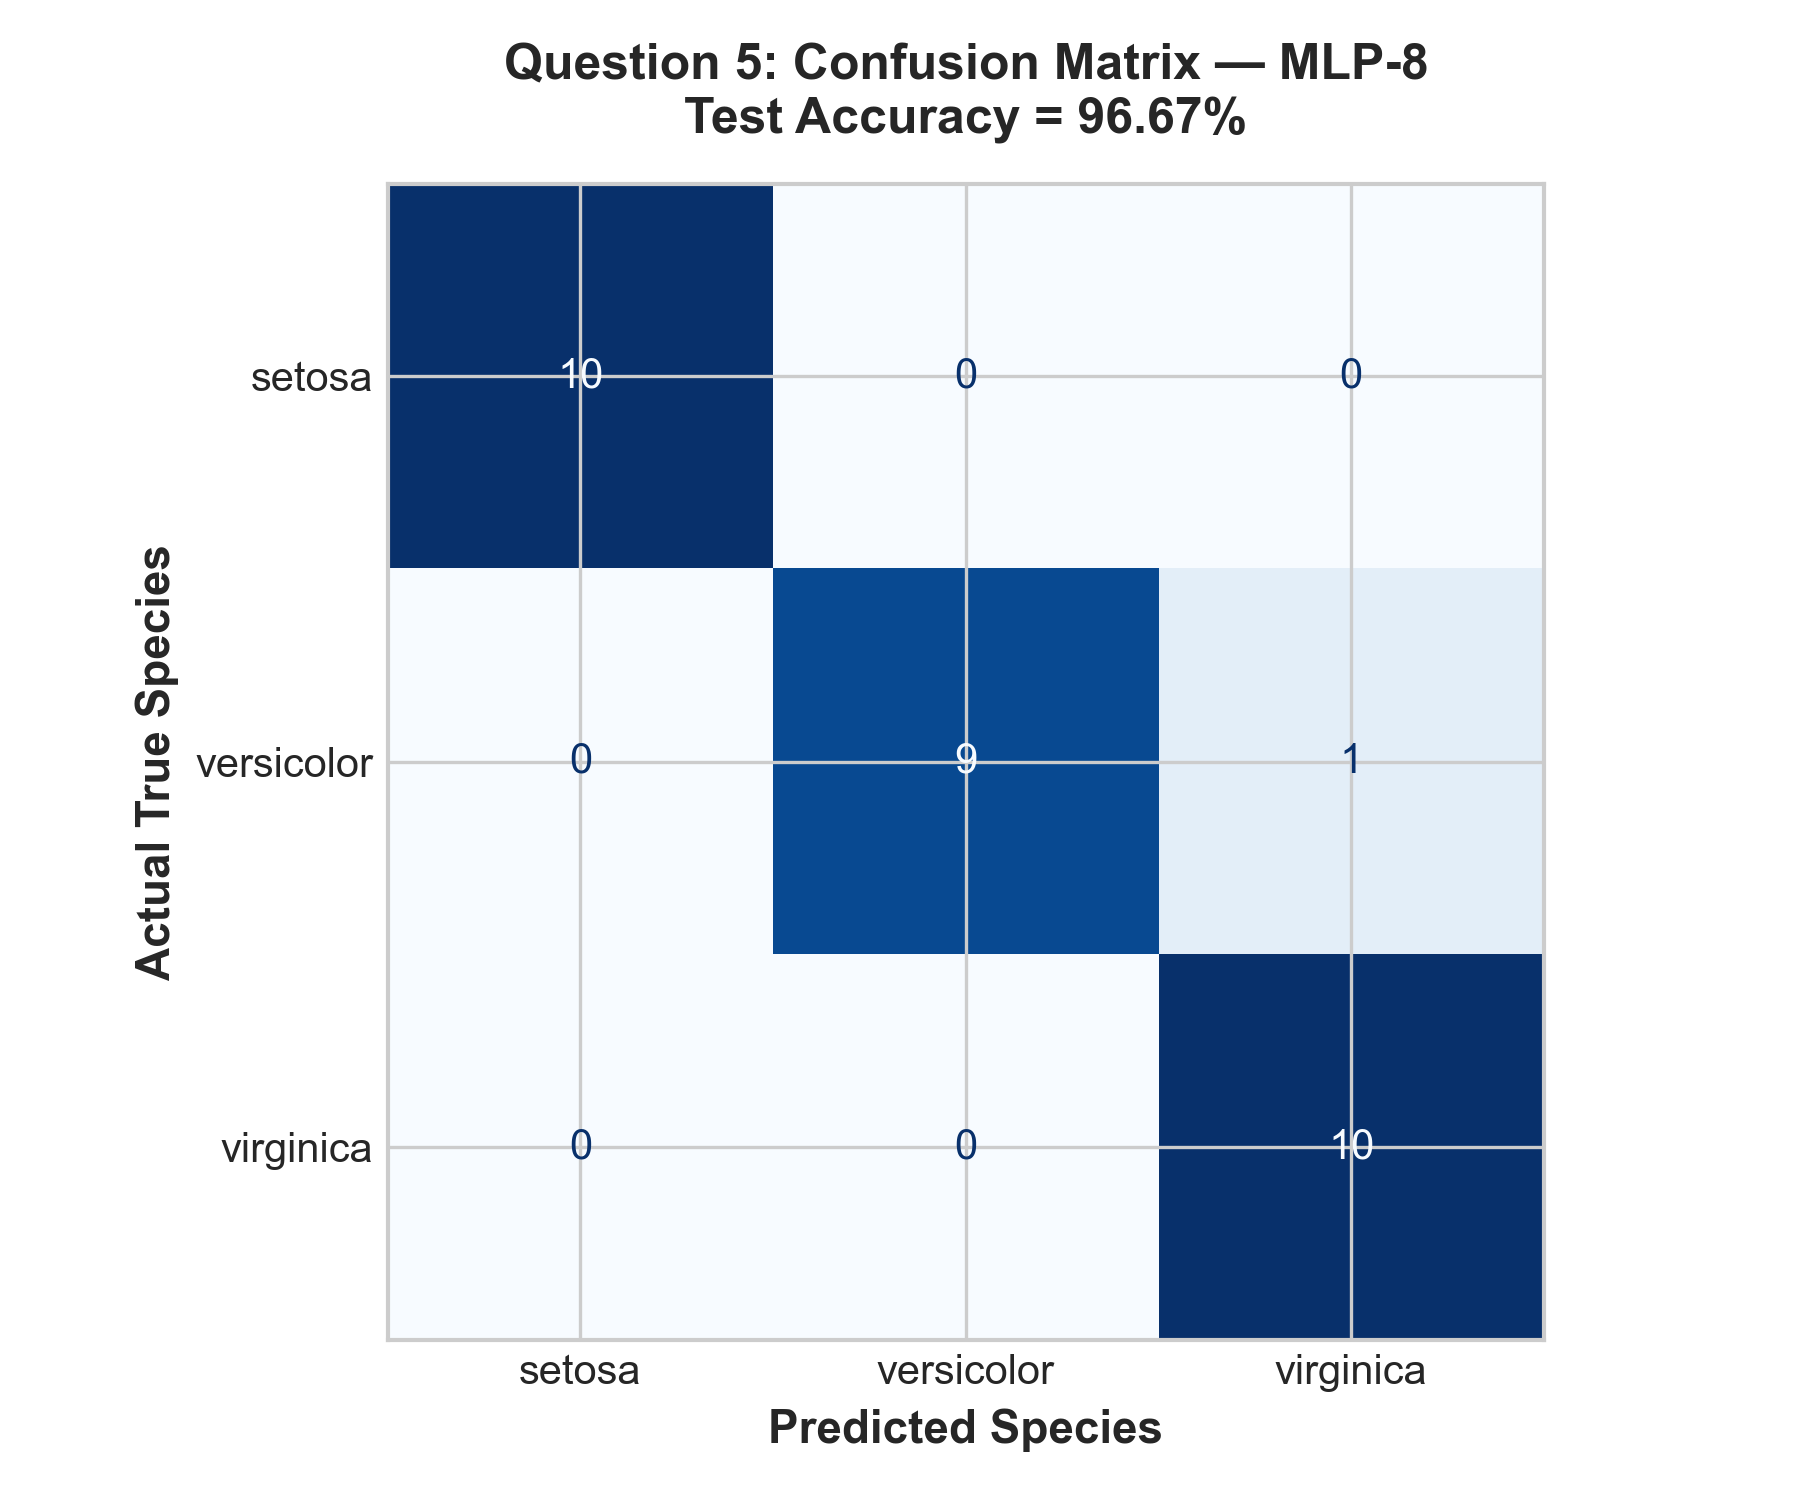 Question 5: Confusion Matrix — MLP-8
Test Accuracy = 96.67%
Actual True Species
setosa 10 0 0
versicolor 0 9 1
virginica 0 0 10
setosa versicolor virginica
Predicted Species